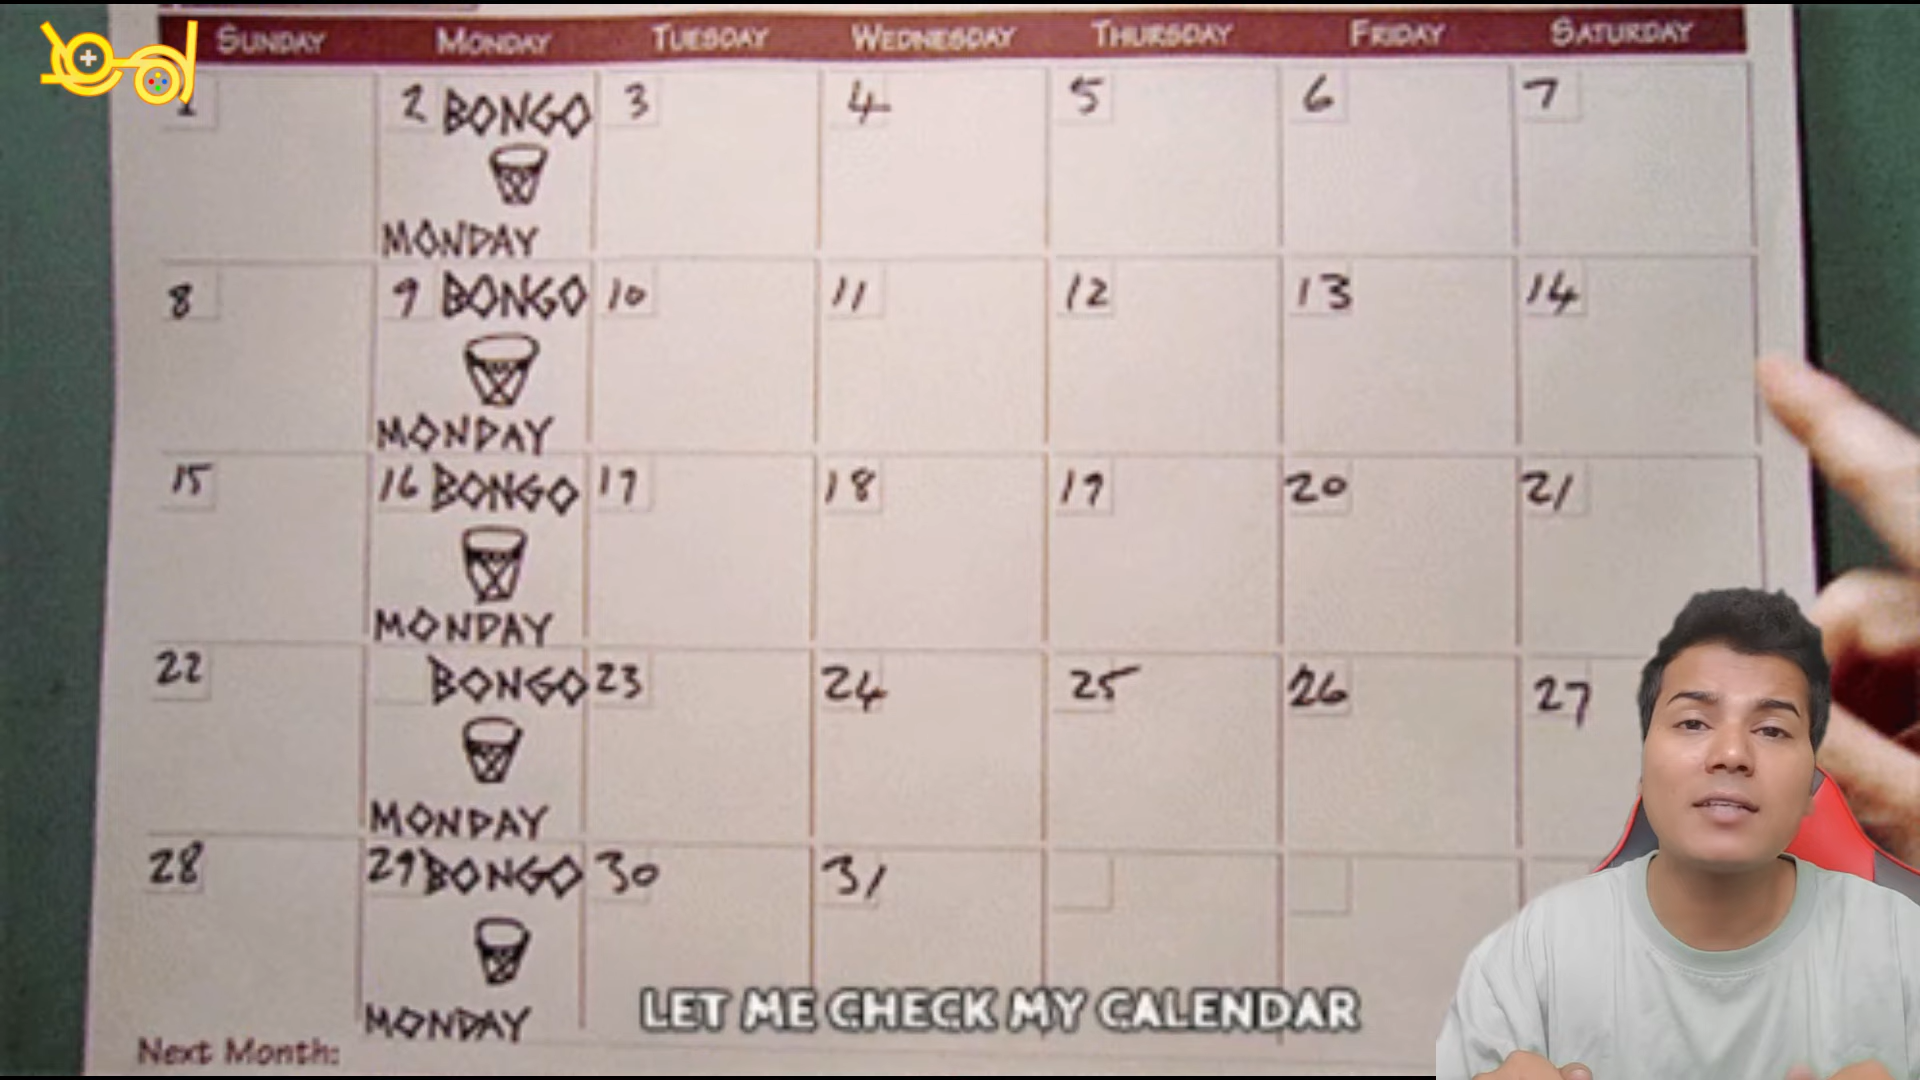 SUNDAY MONDAY TUESDAY WEDNESDAY THURSDAY FRIDAY SATURDAY
1 2 BONGO 3 4 5 6 7
MONDAY
8 9 BONGO 10 11 12 13 14
MONDAY
15 16 BONGO 17 18 19 20 21
MONDAY
22 BONGO 23 24 25 26 27
MONDAY
28 29 BONGO 30 31
MONDAY
LET ME CHECK MY CALENDAR
NEXT MONTH: